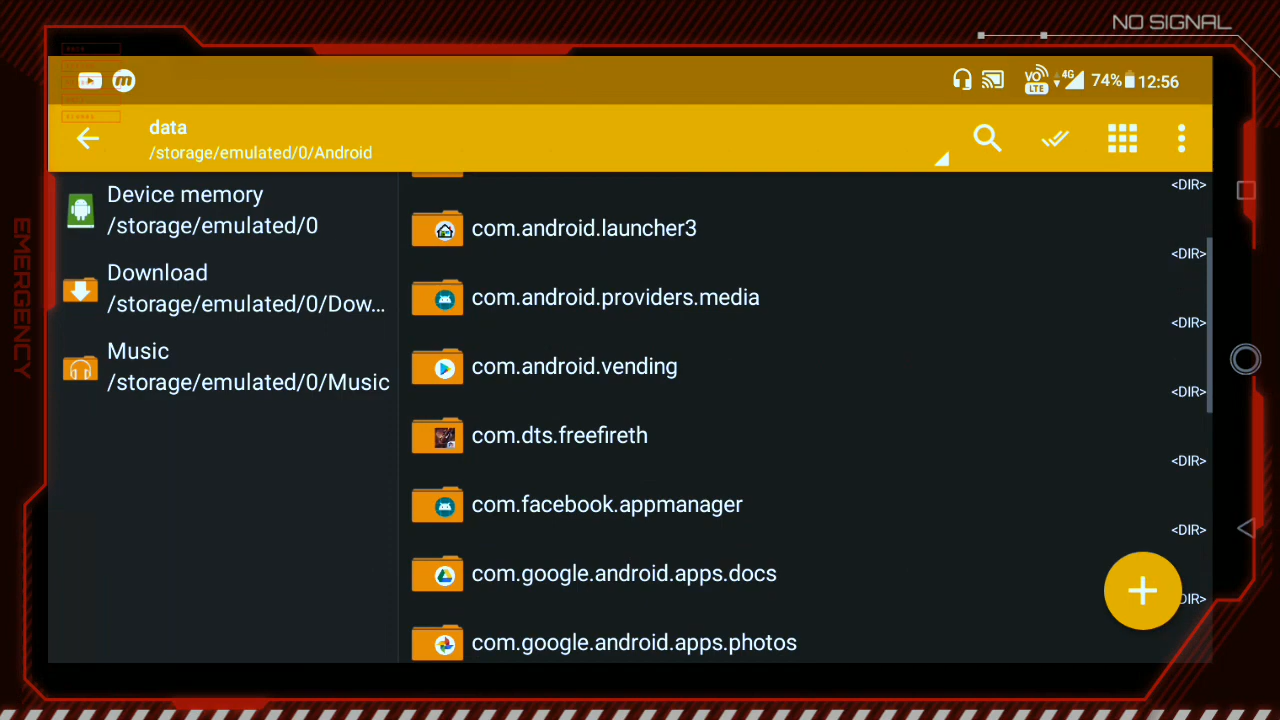 NO SIGNAL
VO LTE 4G 74% 12:56
data
/storage/emulated/0/Android
Device memory
/storage/emulated/0
Download
/storage/emulated/0/Dow...
Music
/storage/emulated/0/Music
<DIR>
com.android.launcher3
<DIR>
com.android.providers.media
<DIR>
com.android.vending
<DIR>
com.dts.freefireth
<DIR>
com.facebook.appmanager
<DIR>
com.google.android.apps.docs
DIR>
com.google.android.apps.photos
EMERGENCY